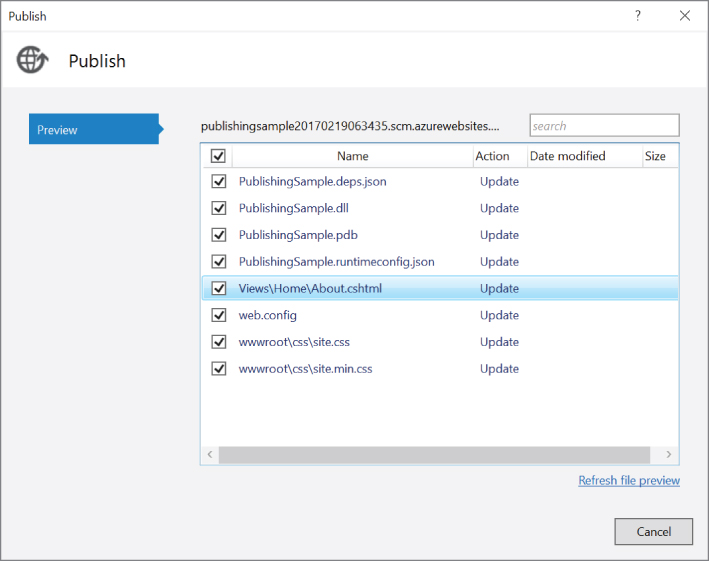 Publish
?
Publish
Preview
publishingsample20170219063435.scm.azurewebsites....
search
Name Action Date modified Size
PublishingSample.deps.json Update
PublishingSample.dll Update
PublishingSample.pdb Update
PublishingSample.runtimeconfig.json Update
Views\Home\About.cshtml Update
web.config Update
wwwroot\css\site.css Update
wwwroot\css\site.min.css Update
Refresh file preview
Cancel